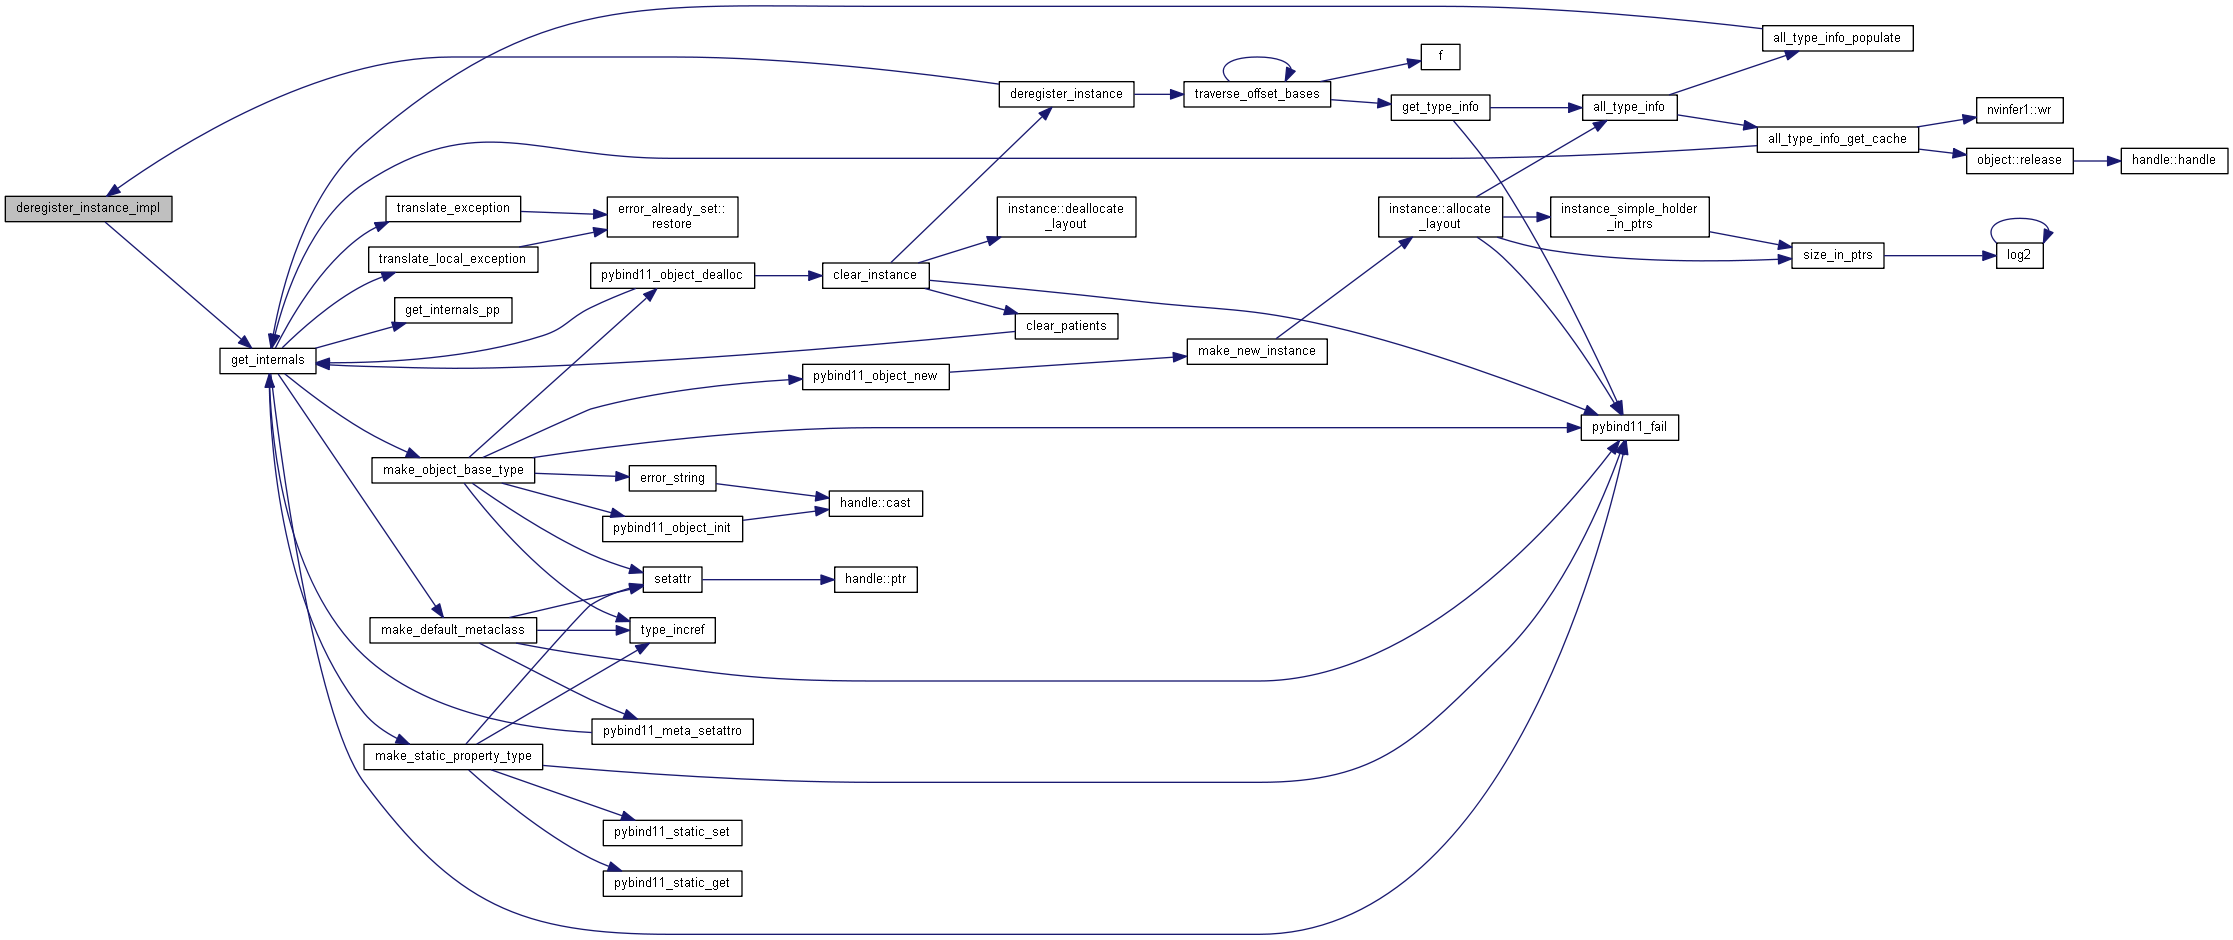 deregister_instance_impl
get_internals
translate_exception
error_already_set::
restore
translate_local_exception
get_internals_pp
make_object_base_type
make_default_metaclass
make_static_property_type
pybind11_object_dealloc
clear_instance
deregister_instance
traverse_offset_bases
f
get_type_info
all_type_info
all_type_info_populate
all_type_info_get_cache
nvinfer1::wr
object::release
handle::handle
instance::deallocate
_layout
clear_patients
pybind11_object_new
make_new_instance
instance::allocate
_layout
instance_simple_holder
_in_ptrs
size_in_ptrs
log2
pybind11_fail
error_string
pybind11_object_init
handle::cast
setattr
handle::ptr
type_incref
pybind11_meta_setattro
pybind11_static_set
pybind11_static_get